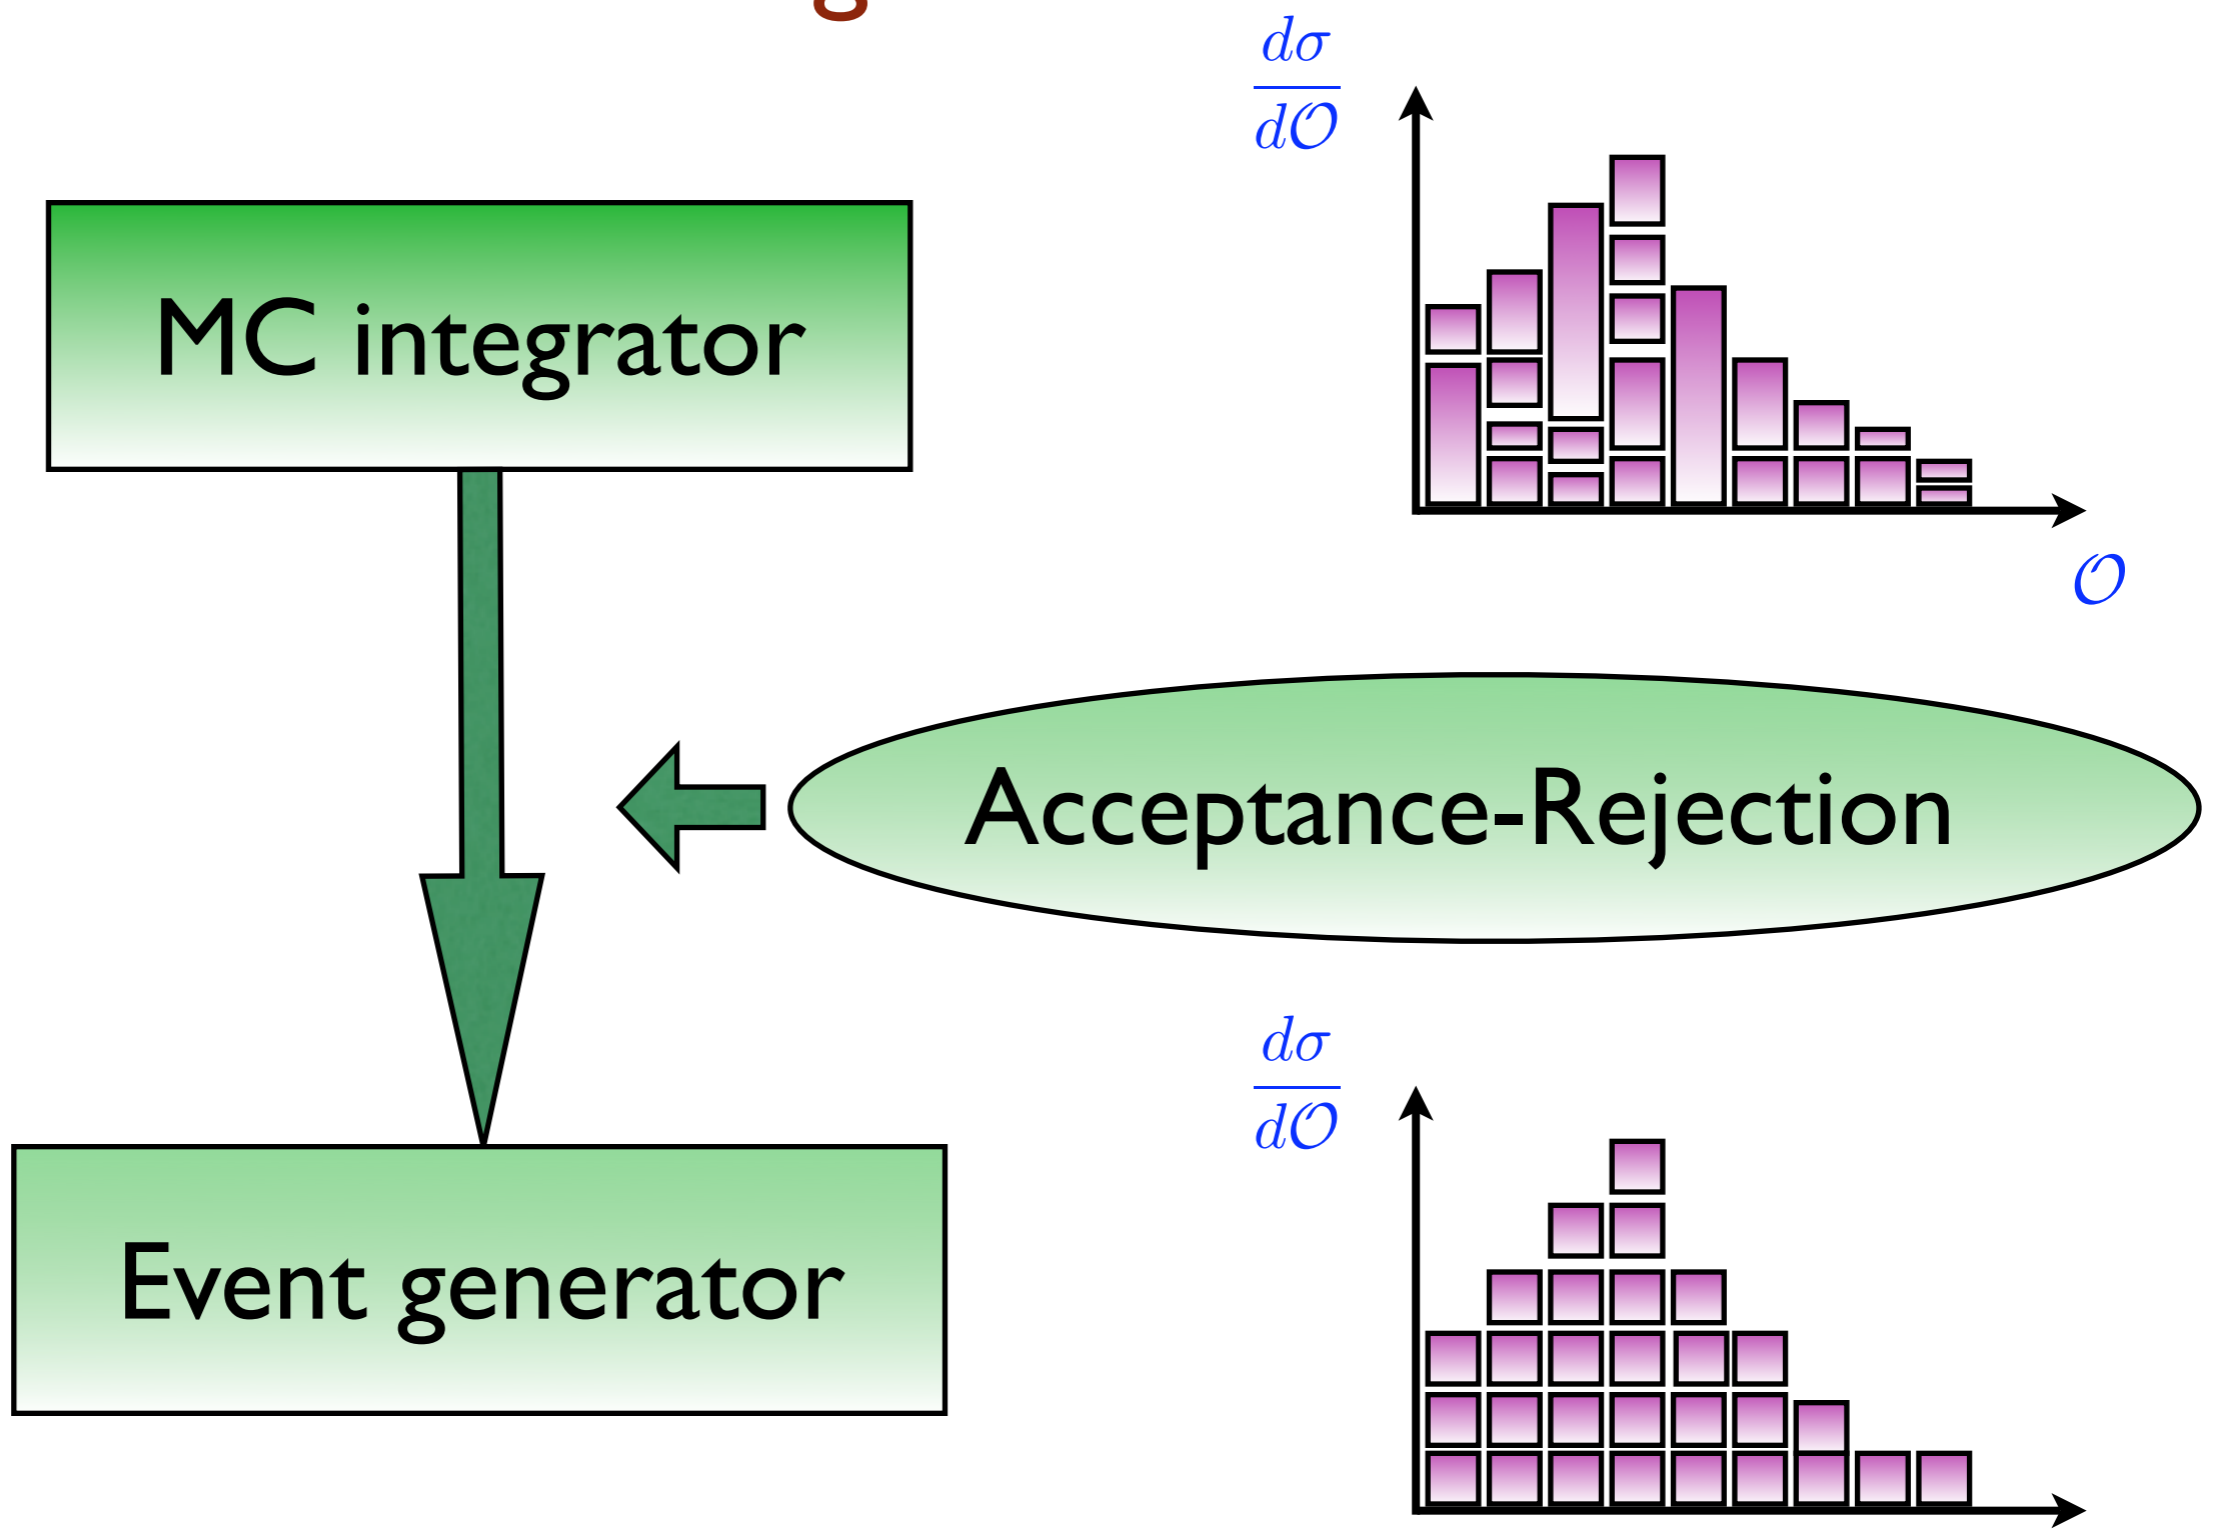 g
dσ
d𝒪
MC integrator
𝒪
Acceptance-Rejection
dσ
d𝒪
Event generator